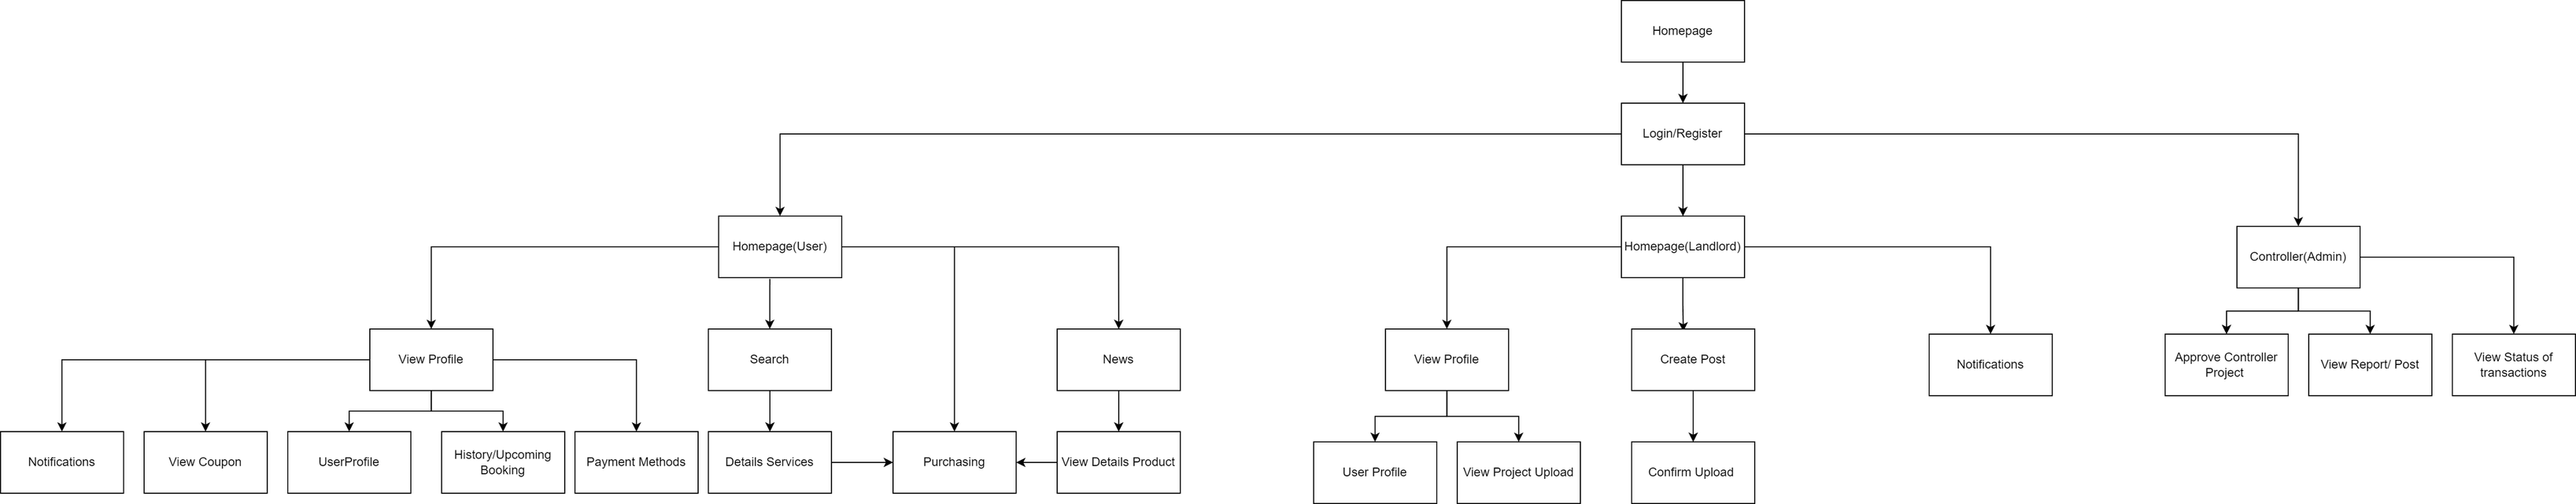 Homepage
Login/Register
Homepage(User)
Homepage(Landlord)
Controller(Admin)
View Profile
Search
News
View Profile
Create Post
Notifications
Approve Controller
Project
View Report/ Post
View Status of
transactions
Notifications
View Coupon
UserProfile
History/Upcoming
Booking
Payment Methods
Details Services
Purchasing
View Details Product
User Profile
View Project Upload
Confirm Upload